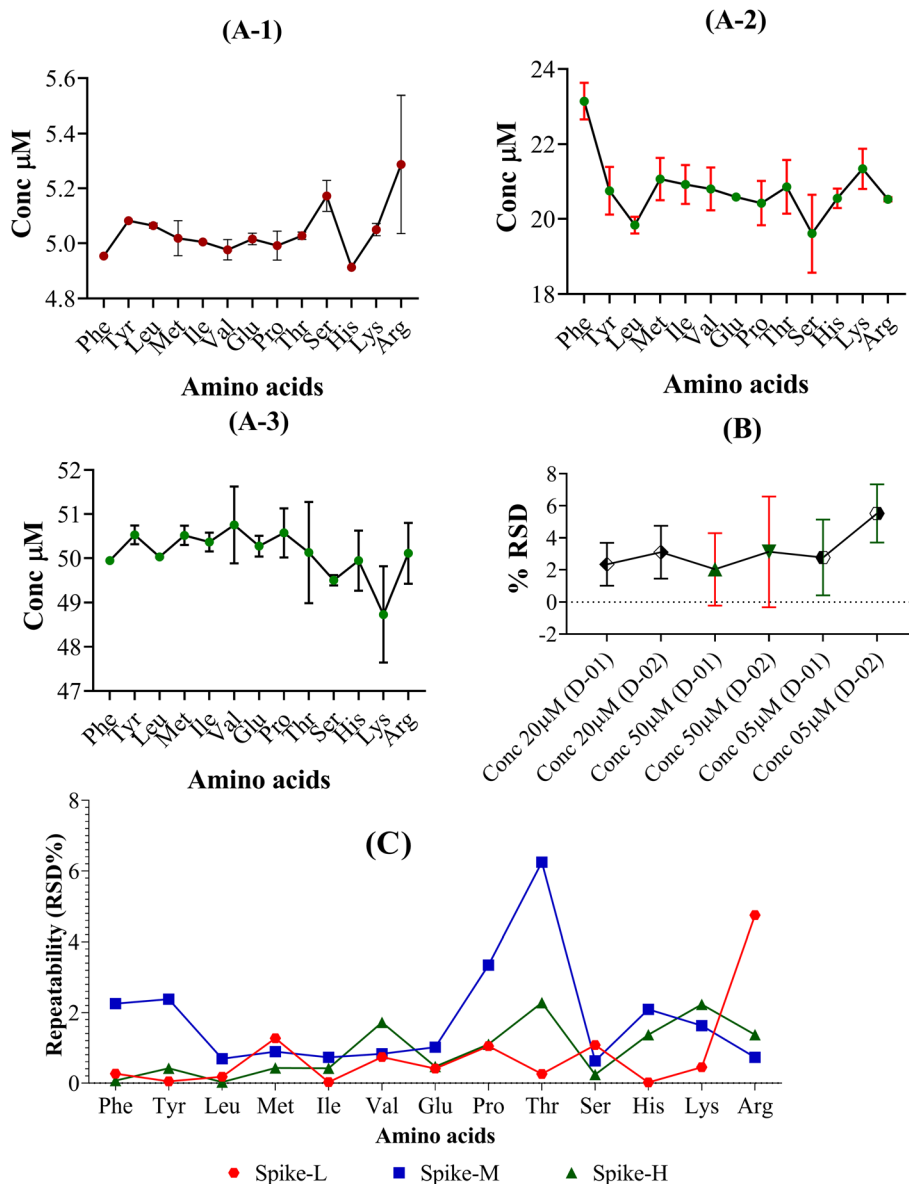 (A-1)
Conc µM
5.6
5.4
5.2
5.0
4.8
Phe Tyr Leu Met Ile Val Glu Pro Thr Ser His Lys Arg
Amino acids
(A-2)
Conc µM
24
22
20
18
Phe Tyr Leu Met Ile Val Glu Pro Thr Ser His Lys Arg
Amino acids
(A-3)
Conc µM
52
51
50
49
48
47
Phe Tyr Leu Met Ile Val Glu Pro Thr Ser His Lys Arg
Amino acids
(B)
% RSD
8
6
4
2
0
-2
Conc 20µM (D-01)
Conc 20µM (D-02)
Conc 50µM (D-01)
Conc 50µM (D-02)
Conc 05µM (D-01)
Conc 05µM (D-02)
(C)
Repeatability (RSD%)
8
6
4
2
0
Phe Tyr Leu Met Ile Val Glu Pro Thr Ser His Lys Arg
Amino acids
Spike-L Spike-M Spike-H